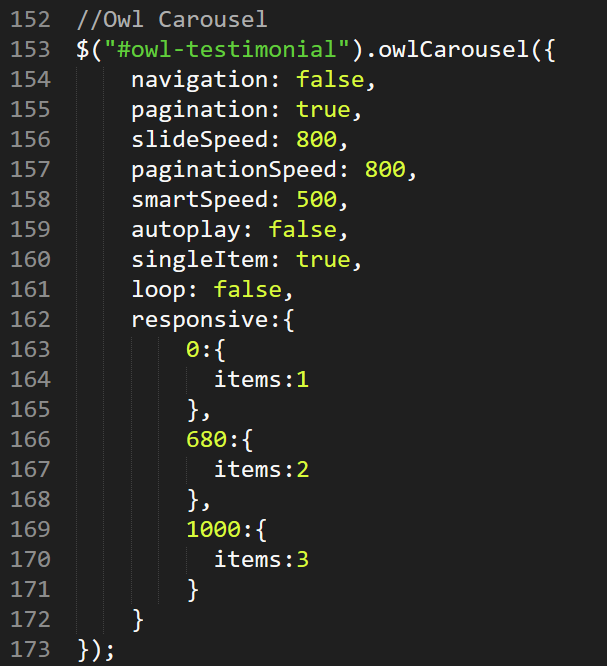 152 //Owl Carousel
153 $("#owl-testimonial").owlCarousel({
154     navigation: false,
155     pagination: true,
156     slideSpeed: 800,
157     paginationSpeed: 800,
158     smartSpeed: 500,
159     autoplay: false,
160     singleItem: true,
161     loop: false,
162     responsive:{
163         0:{
164           items:1
165         },
166         680:{
167           items:2
168         },
169         1000:{
170           items:3
171         }
172     }
173 });